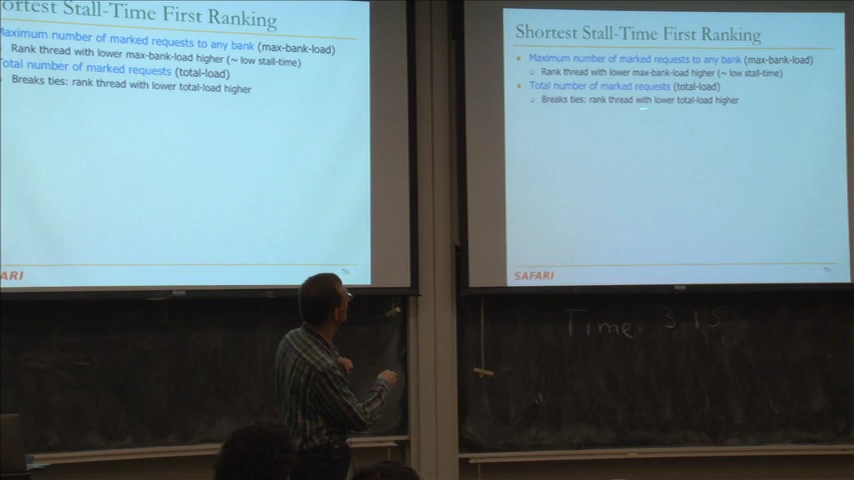 ortest Stall-Time First Ranking
Maximum number of marked requests to any bank (max-bank-load)
Rank thread with lower max-bank-load higher (~ low stall-time)
Total number of marked requests (total-load)
Breaks ties: rank thread with lower total-load higher
ARI
Shortest Stall-Time First Ranking
Maximum number of marked requests to any bank (max-bank-load)
Rank thread with lower max-bank-load higher (~ low stall-time)
Total number of marked requests (total-load)
Breaks ties: rank thread with lower total-load higher
SAFARI
Time: 3 15